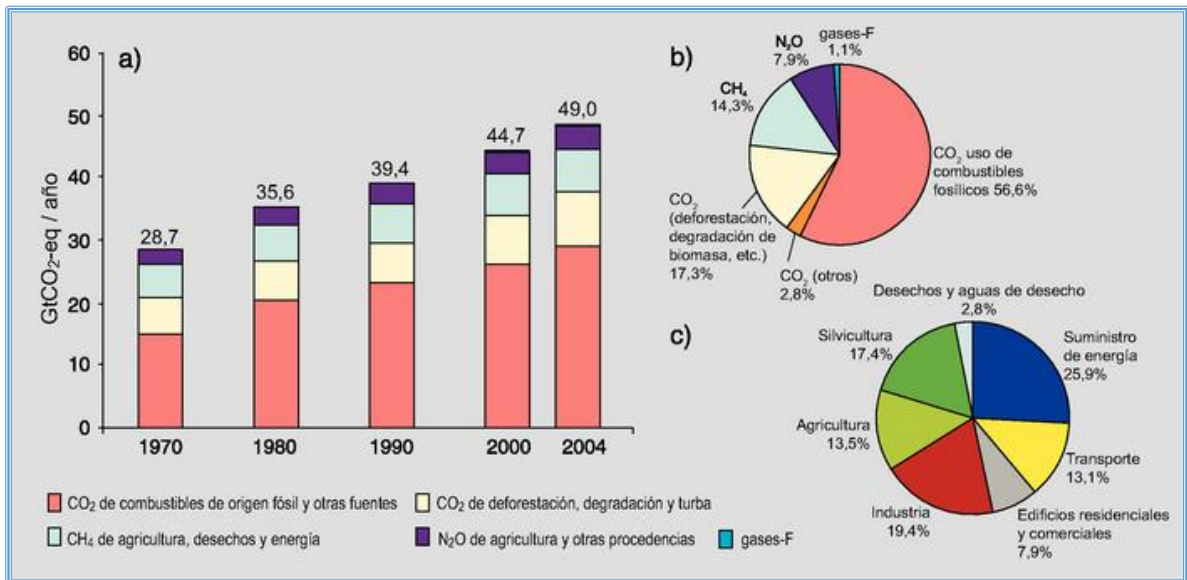 a)
GtCO₂-eq / año
60
50
40
30
20
10
0
28,7
35,6
39,4
44,7
49,0
1970
1980
1990
2000
2004
b)
gases-F
1,1%
N₂O
7,9%
CH₄
14,3%
CO₂ uso de
combustibles
fosílicos 56,6%
CO₂
(deforestación,
degradación de
biomasa, etc.)
17,3%
CO₂ (otros)
2,8%
c)
Desechos y aguas de desecho
2,8%
Silvicultura
17,4%
Suministro
de energía
25,9%
Agricultura
13,5%
Transporte
13,1%
Industria
19,4%
Edificios residenciales
y comerciales
7,9%
CO₂ de combustibles de origen fósil y otras fuentes
CO₂ de deforestación, degradación y turba
CH₄ de agricultura, desechos y energía
N₂O de agricultura y otras procedencias
gases-F